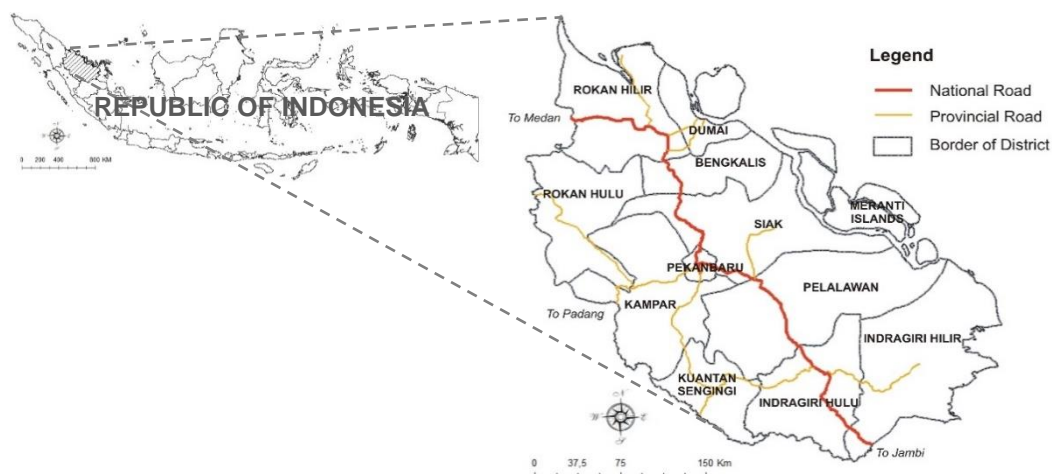 REPUBLIC OF INDONESIA
0 200 400 800 KM
Legend
National Road
Provincial Road
Border of District
To Medan
ROKAN HILIR
DUMAI
BENGKALIS
ROKAN HULU
MERANTI
ISLANDS
SIAK
PEKANBARU
PELALAWAN
KAMPAR
To Padang
INDRAGIRI HILIR
KUANTAN
SENGINGI
INDRAGIRI HULU
To Jambi
N
W E
S
0 37,5 75 150 Km